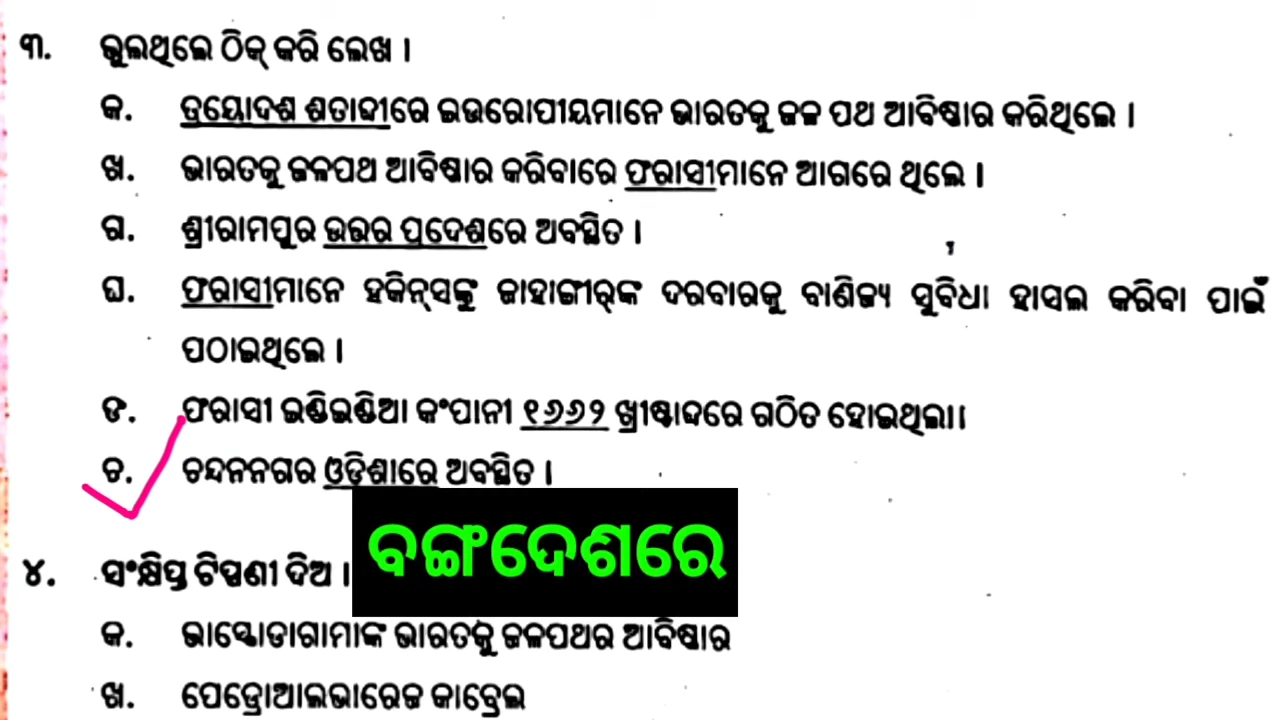 ୩. ଭୁଲଥିଲେ ଠିକ୍ କରି ଲେଖ ।
କ. ତ୍ରୟୋଦଶ ଶତାବ୍ଦୀରେ ଇଉରୋପୀୟମାନେ ଭାରତକୁ ଜଳ ପଥ ଆବିଷ୍କାର କରିଥିଲେ ।
ଖ. ଭାରତକୁ ଜଳପଥ ଆବିଷ୍କାର କରିବାରେ ଫରାସୀମାନେ ଆଗରେ ଥିଲେ ।
ଗ. ଶ୍ରୀରାମପୁର ଉତ୍ତର ପ୍ରଦେଶରେ ଅବସ୍ଥିତ ।
ଘ. ଫରାସୀମାନେ ହକିନ୍‌ସଙ୍କୁ ଜାହାଙ୍ଗୀର୍‌ଙ୍କ ଦରବାରକୁ ବାଣିଜ୍ୟ ସୁବିଧା ହାସଲ କରିବା ପାଇଁ
ପଠାଇଥିଲେ ।
ଙ. ଫରାସୀ ଇଣ୍ଡିଇଣ୍ଡିଆ କଂପାନୀ ୧୬୬୨ ଖ୍ରୀଷ୍ଟାବ୍ଦରେ ଗଠିତ ହୋଇଥିଲା।
ଚ. ଚନ୍ଦନନଗର ଓଡ଼ିଶାରେ ଅବସ୍ଥିତ ।
ବଙ୍ଗଦେଶରେ
୪. ସଂକ୍ଷିପ୍ତ ଟିପ୍ପଣୀ ଦିଅ ।
କ. ଭାସ୍କୋଡାଗାମାଙ୍କ ଭାରତକୁ ଜଳପଥର ଆବିଷ୍କାର
ଖ. ପେଡ୍ରୋଆଲଭାରେଜ କାବ୍ରେଲ